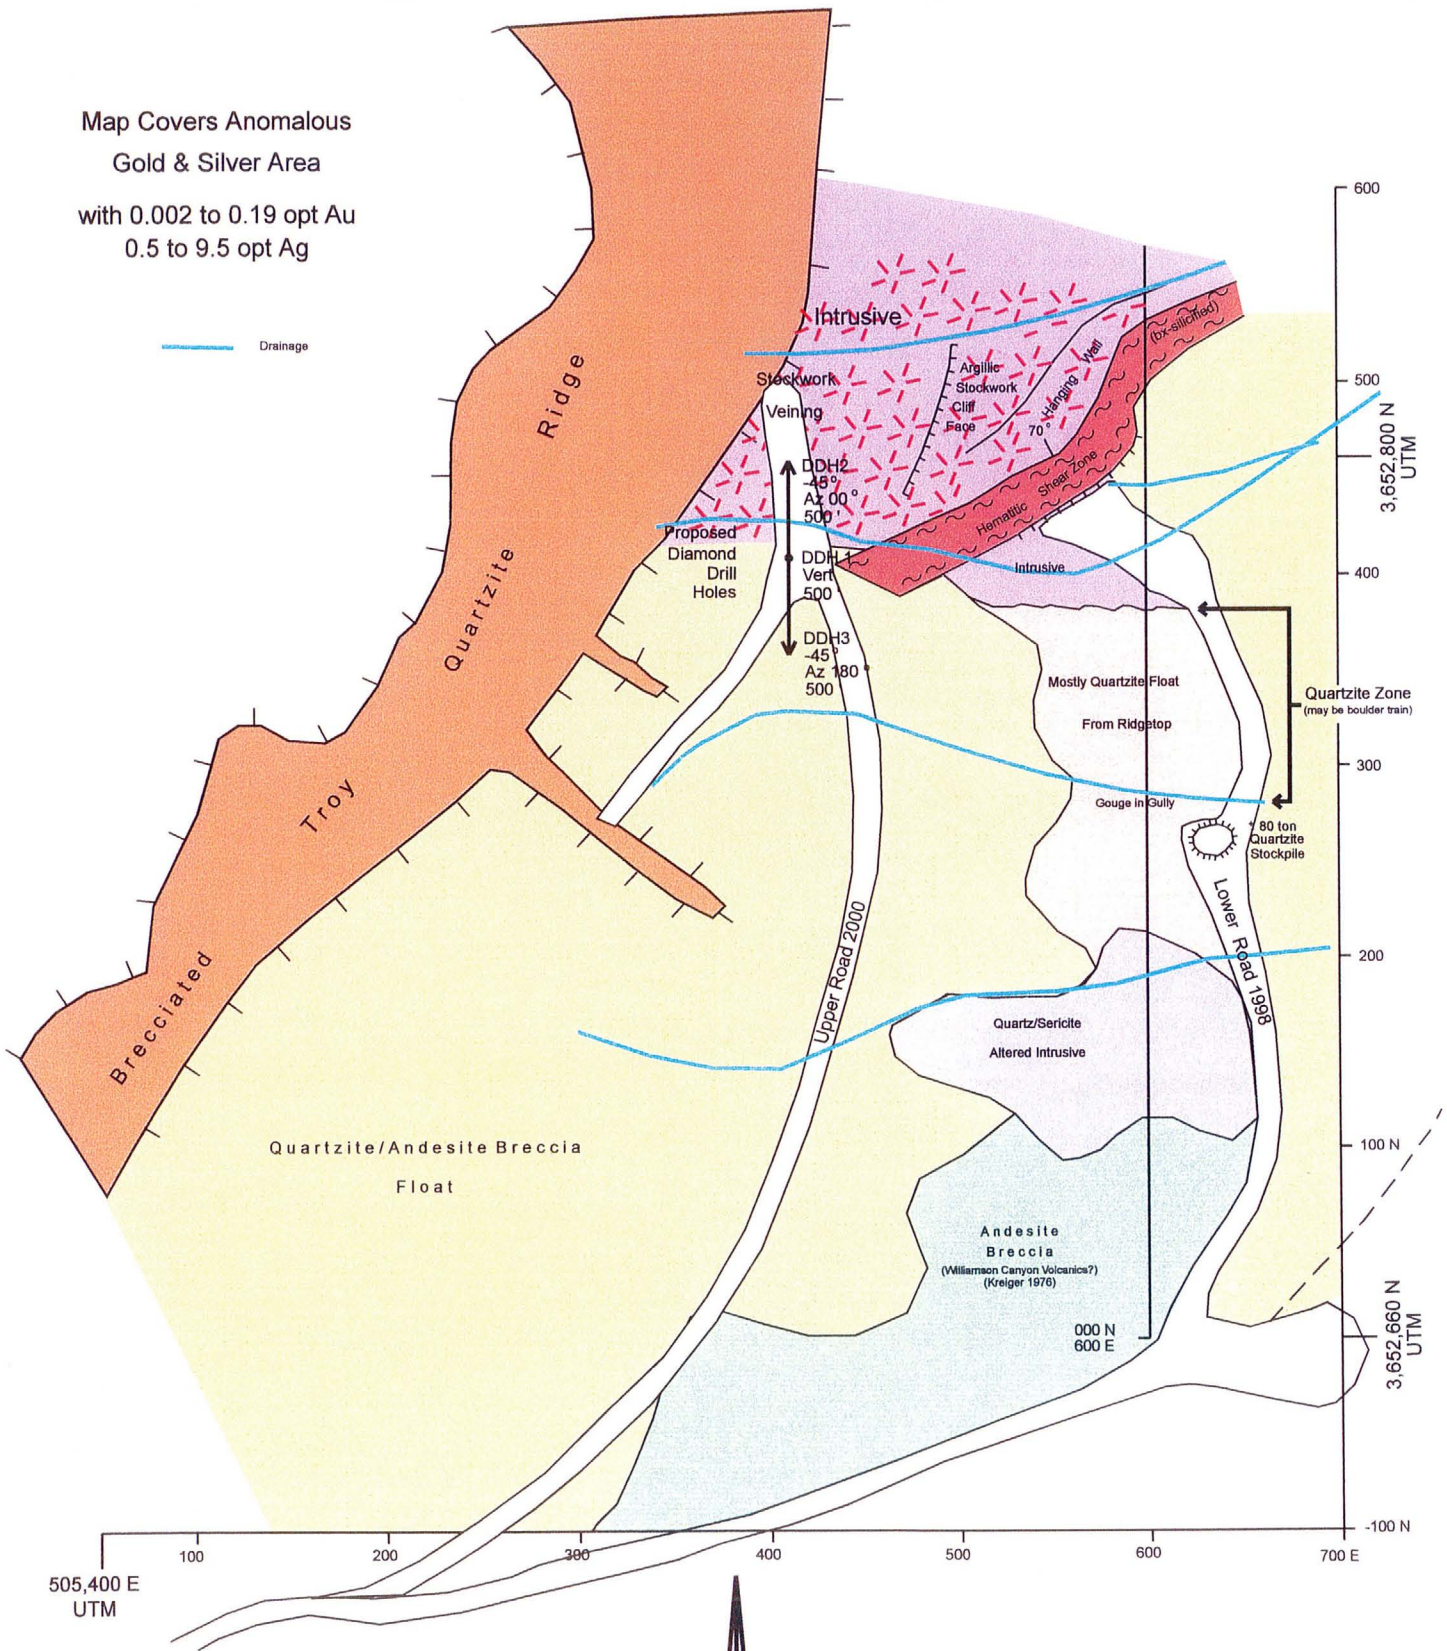 Map Covers Anomalous
Gold & Silver Area
with 0.002 to 0.19 opt Au
0.5 to 9.5 opt Ag
Drainage
Brecciated Troy Quartzite Ridge
Intrusive
Stockwork
Veining
Argillic
Stockwork
Cliff
Face
Hanging Wall
70°
(bx-silicified)
Hematitic Shear Zone
DDH2
-45°
Az 00°
500'
Proposed
Diamond
Drill
Holes
DDH 1
Vert
500'
DDH3
-45°
Az 180°
500
Intrusive
Mostly Quartzite Float
From Ridgetop
Gouge in Gully
Quartzite Zone
(may be boulder train)
+ 80 ton
Quartzite
Stockpile
Lower Road 1998
Upper Road 2000
Quartz/Sericite
Altered Intrusive
Quartzite/Andesite Breccia
Float
Andesite
Breccia
(Williamson Canyon Volcanics?)
(Kreiger 1976)
000 N
600 E
600
500
3,652,800 N
UTM
400
300
200
100 N
3,652,660 N
UTM
-100 N
100
200
300
400
500
600
700 E
505,400 E
UTM